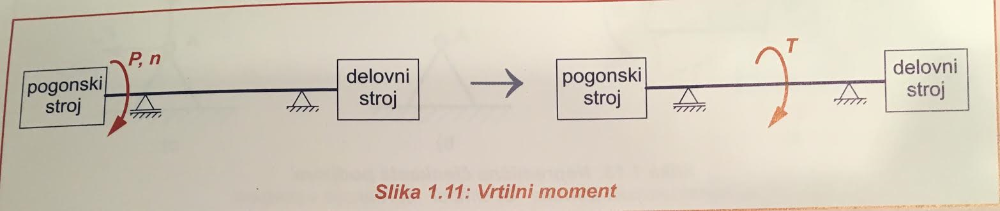 P, n
pogonski
stroj
delovni
stroj
T
pogonski
stroj
delovni
stroj
Slika 1.11: Vrtilni moment